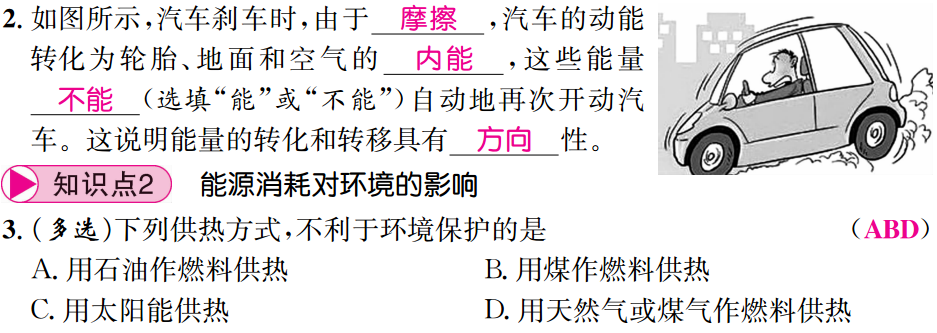 2. 如图所示,汽车刹车时,由于 摩擦 ,汽车的动能
转化为轮胎、地面和空气的 内能 ,这些能量
不能 (选填“能”或“不能”)自动地再次开动汽
车。这说明能量的转化和转移具有 方向 性。
知识点2 能源消耗对环境的影响
3. (多选)下列供热方式,不利于环境保护的是 (ABD)
A. 用石油作燃料供热 B. 用煤作燃料供热
C. 用太阳能供热 D. 用天然气或煤气作燃料供热